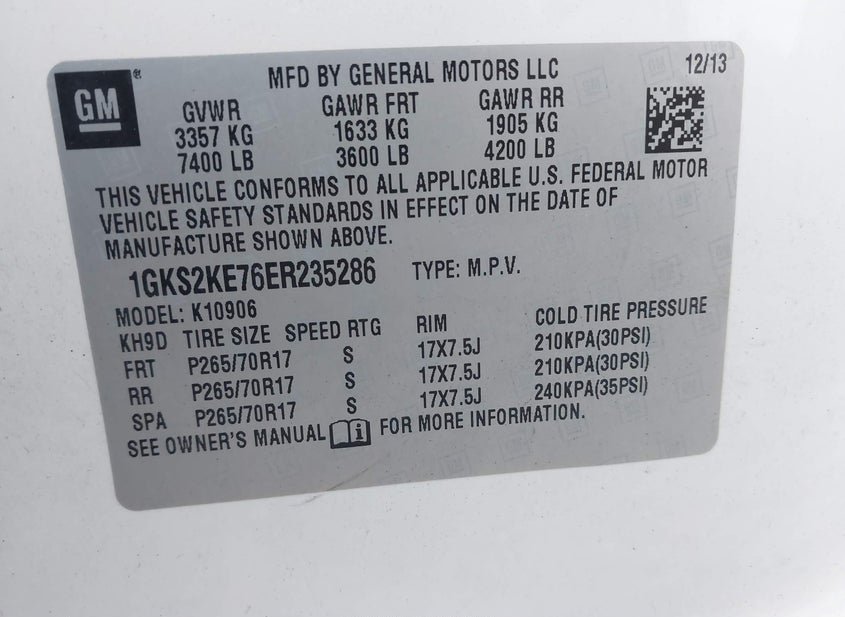 GM
MFD BY GENERAL MOTORS LLC 12/13
GVWR GAWR FRT GAWR RR
3357 KG 1633 KG 1905 KG
7400 LB 3600 LB 4200 LB
THIS VEHICLE CONFORMS TO ALL APPLICABLE U.S. FEDERAL MOTOR
VEHICLE SAFETY STANDARDS IN EFFECT ON THE DATE OF
MANUFACTURE SHOWN ABOVE.
1GKS2KE76ER235286 TYPE: M.P.V.
MODEL: K10906
KH9D TIRE SIZE SPEED RTG RIM COLD TIRE PRESSURE
FRT P265/70R17 S 17X7.5J 210KPA(30PSI)
RR P265/70R17 S 17X7.5J 210KPA(30PSI)
SPA P265/70R17 S 17X7.5J 240KPA(35PSI)
SEE OWNER'S MANUAL FOR MORE INFORMATION.